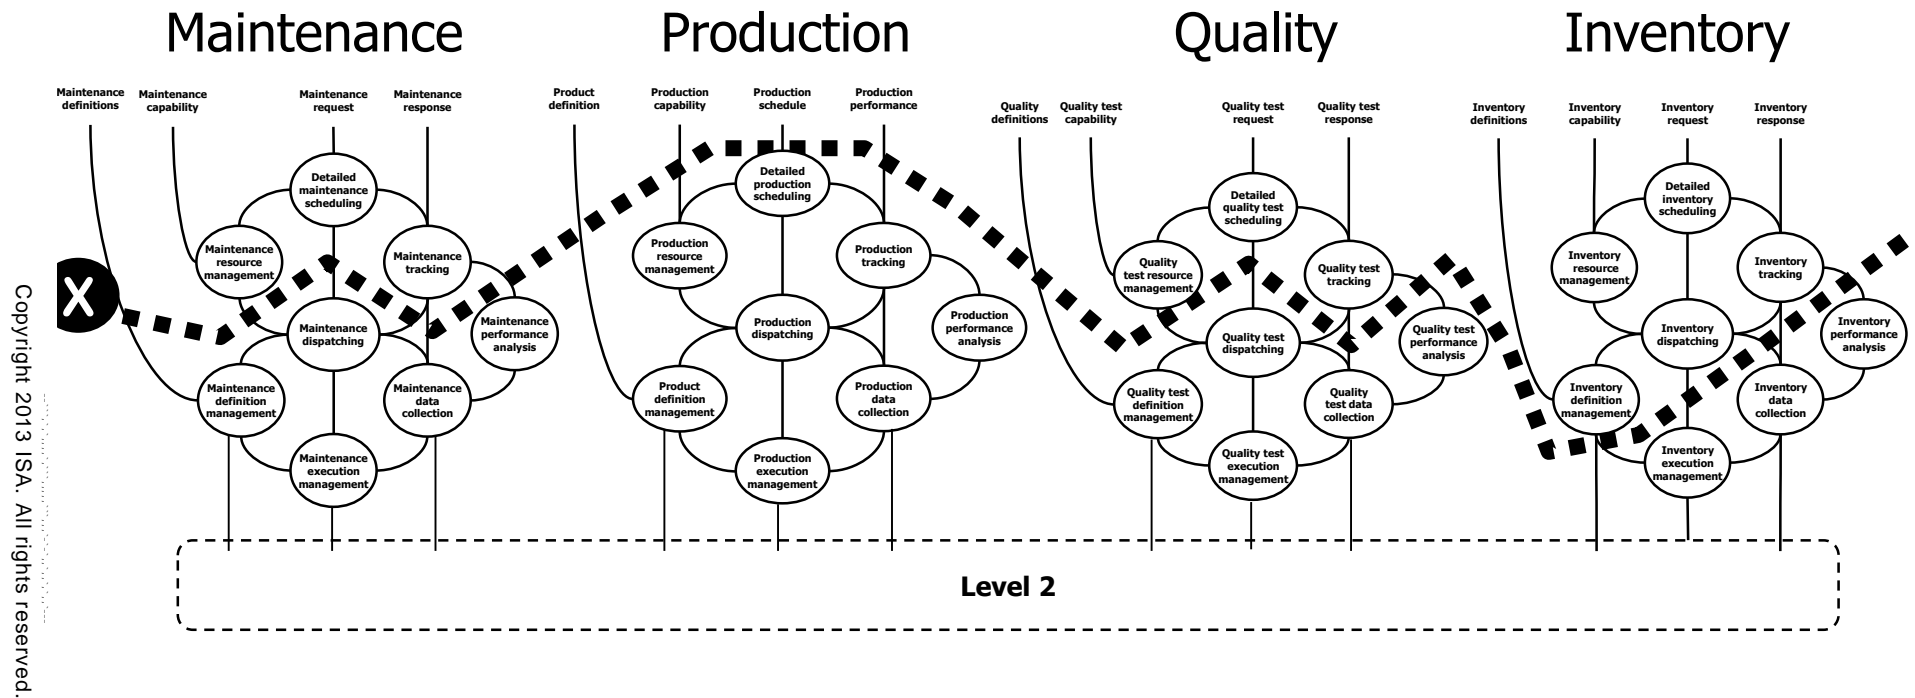 Maintenance
Production
Quality
Inventory
Maintenance
definitions
Maintenance
capability
Maintenance
request
Maintenance
response
Product
definition
Production
capability
Production
schedule
Production
performance
Quality
definitions
Quality test
capability
Quality test
request
Quality test
response
Inventory
definitions
Inventory
capability
Inventory
request
Inventory
response
Detailed
maintenance
scheduling
Maintenance
resource
management
Maintenance
tracking
X
Maintenance
dispatching
Maintenance
performance
analysis
Maintenance
definition
management
Maintenance
data
collection
Maintenance
execution
management
Detailed
production
scheduling
Production
resource
management
Production
tracking
Production
dispatching
Production
performance
analysis
Product
definition
management
Production
data
collection
Production
execution
management
Detailed
quality test
scheduling
Quality
test resource
management
Quality test
tracking
Quality test
dispatching
Quality test
performance
analysis
Quality test
definition
management
Quality
test data
collection
Quality test
execution
management
Detailed
inventory
scheduling
Inventory
resource
management
Inventory
tracking
Inventory
dispatching
Inventory
performance
analysis
Inventory
definition
management
Inventory
data
collection
Inventory
execution
management
Level 2
Copyright 2013 ISA. All rights reserved.